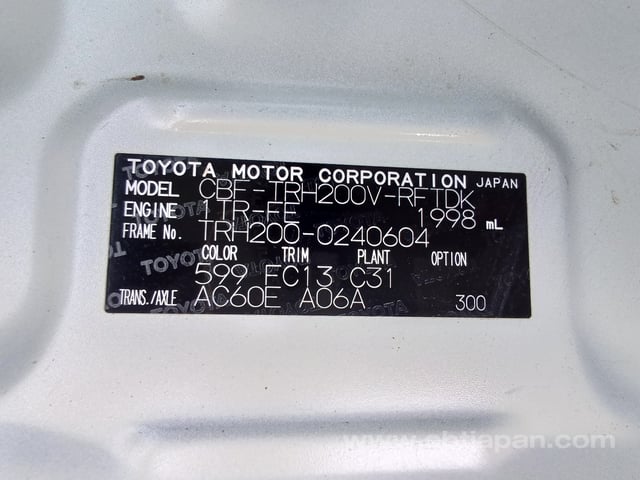 TOYOTA MOTOR CORPORATION JAPAN
MODEL CBF-TRH200V-RFTDK
ENGINE 1TR-FE 1998 mL
FRAME No. TRH200-0240604
COLOR TRIM PLANT OPTION
599 FC13 C31
TRANS./AXLE AC60E A06A 300
www.sbijapan.com